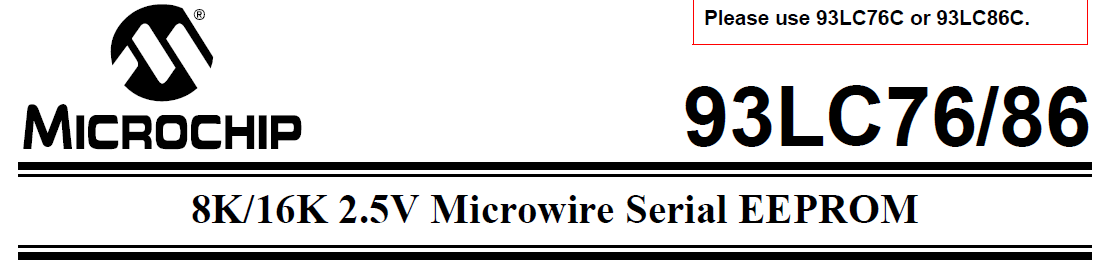 Please use 93LC76C or 93LC86C.
MICROCHIP ®
93LC76/86
8K/16K 2.5V Microwire Serial EEPROM